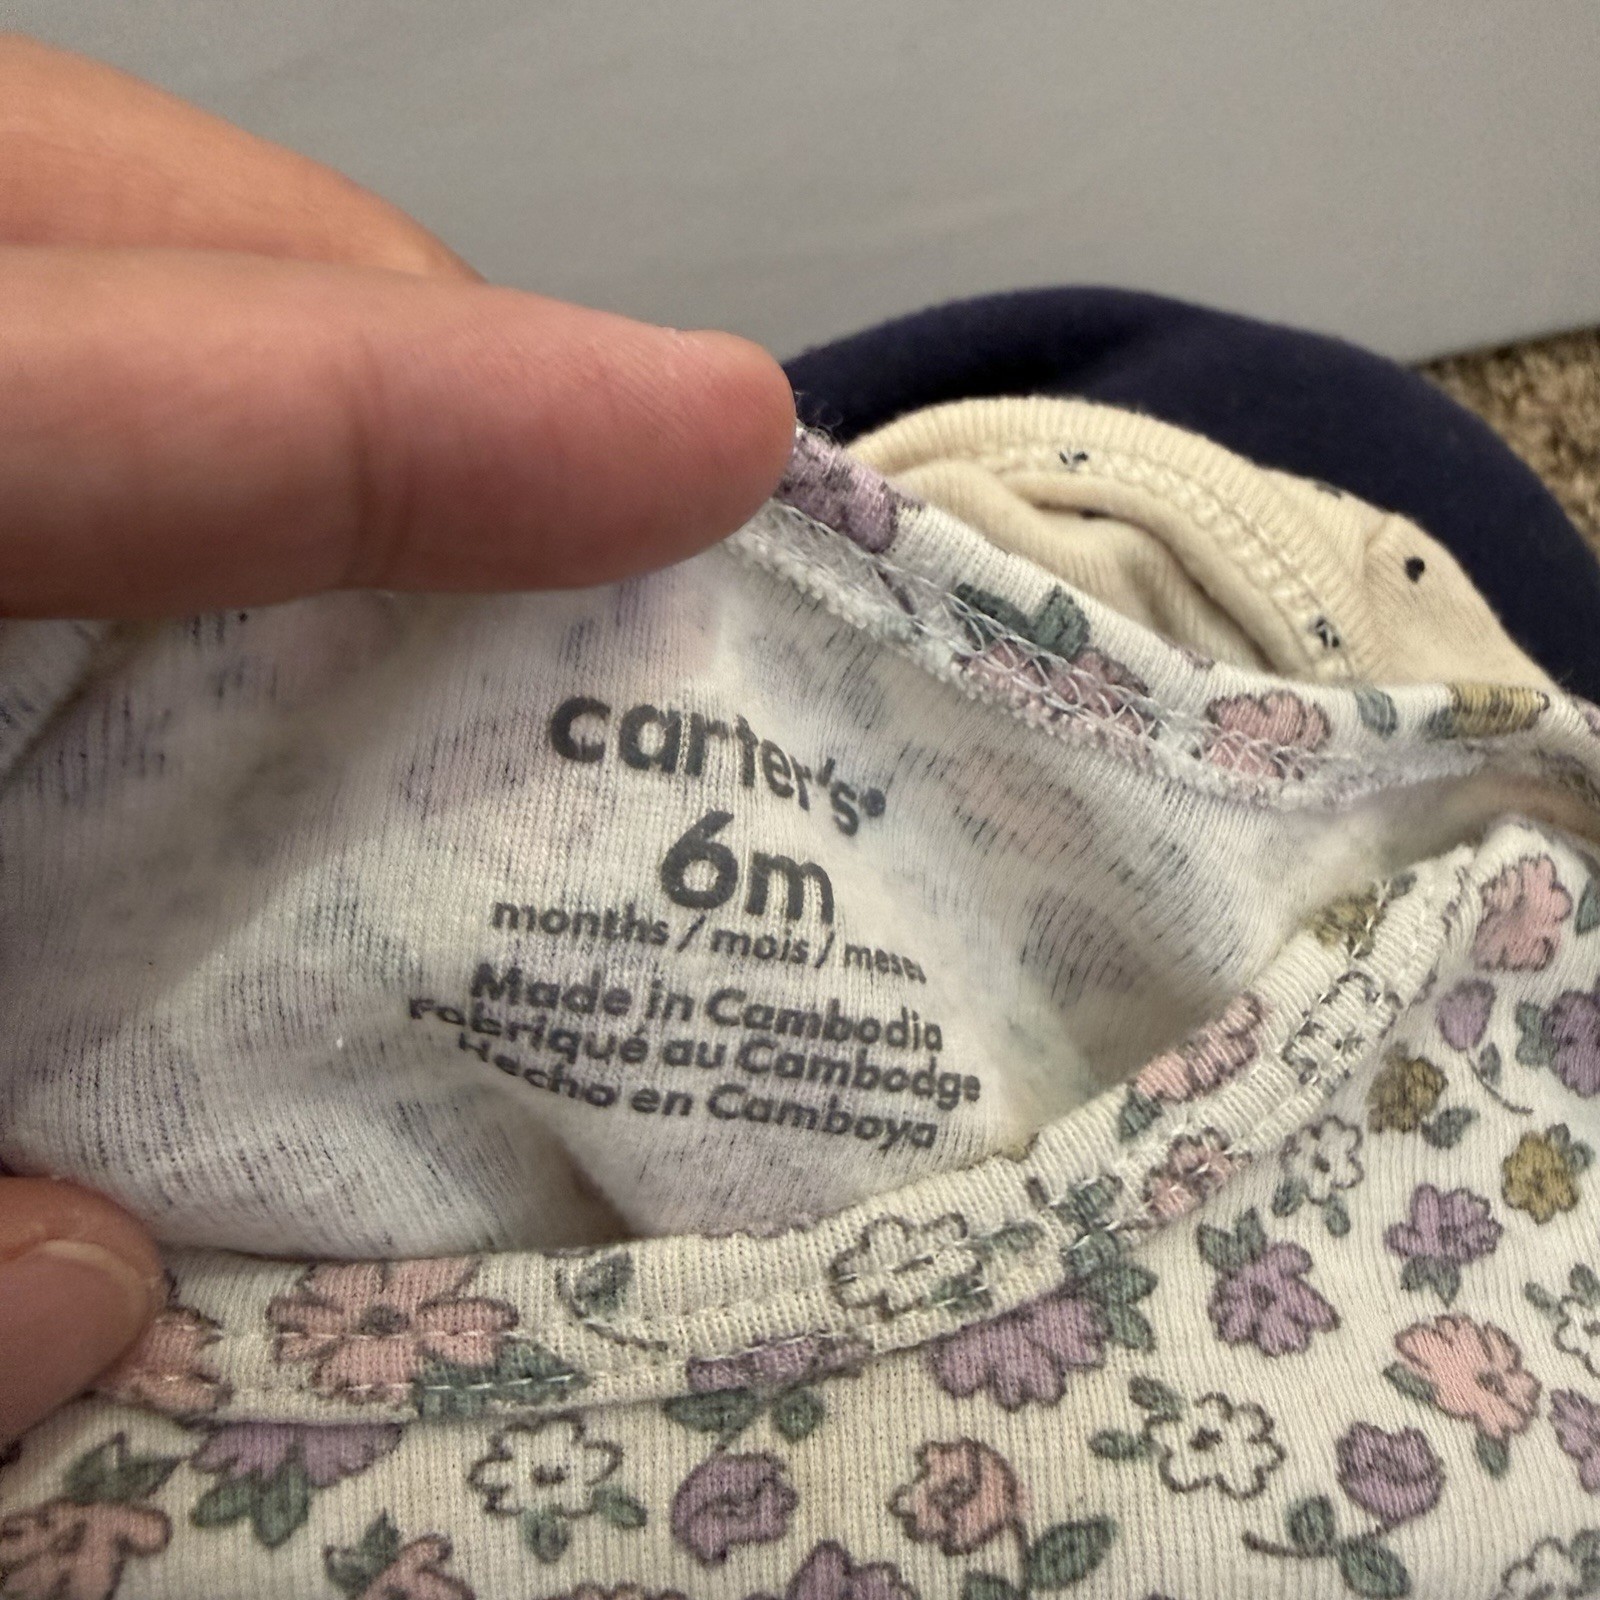 carter's®
6m
months / mois / meses
Made in Cambodia
Fabriqué au Cambodge
Hecho en Camboya